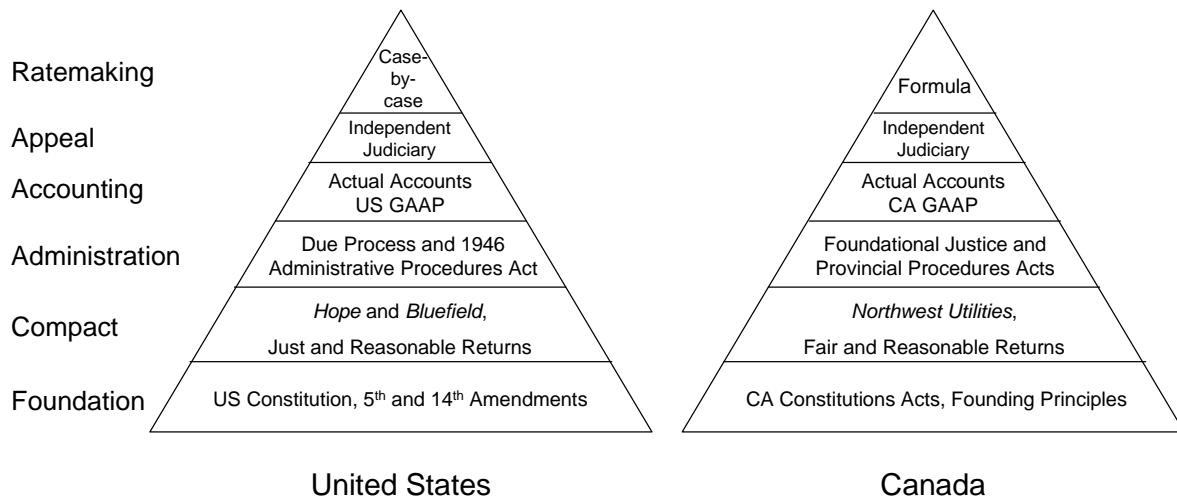 Ratemaking
Case-
by-
case
Formula
Appeal
Independent
Judiciary
Independent
Judiciary
Accounting
Actual Accounts
US GAAP
Actual Accounts
CA GAAP
Administration
Due Process and 1946
Administrative Procedures Act
Foundational Justice and
Provincial Procedures Acts
Compact
Hope and Bluefield,
Just and Reasonable Returns
Northwest Utilities,
Fair and Reasonable Returns
Foundation
US Constitution, 5th and 14th Amendments
CA Constitutions Acts, Founding Principles
United States
Canada